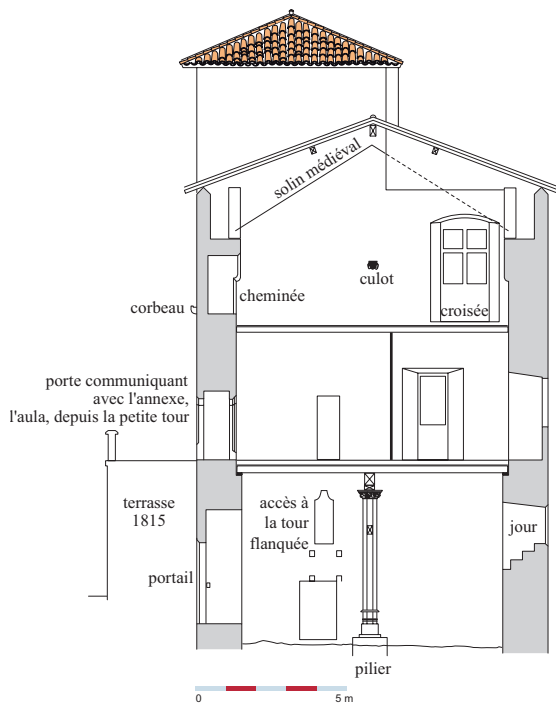 solin médiéval
culot
croisée
cheminée
corbeau
porte communiquant
avec l'annexe,
l'aula, depuis la petite tour
terrasse
1815
accès à
la tour
flanquée
jour
portail
pilier
0
5 m